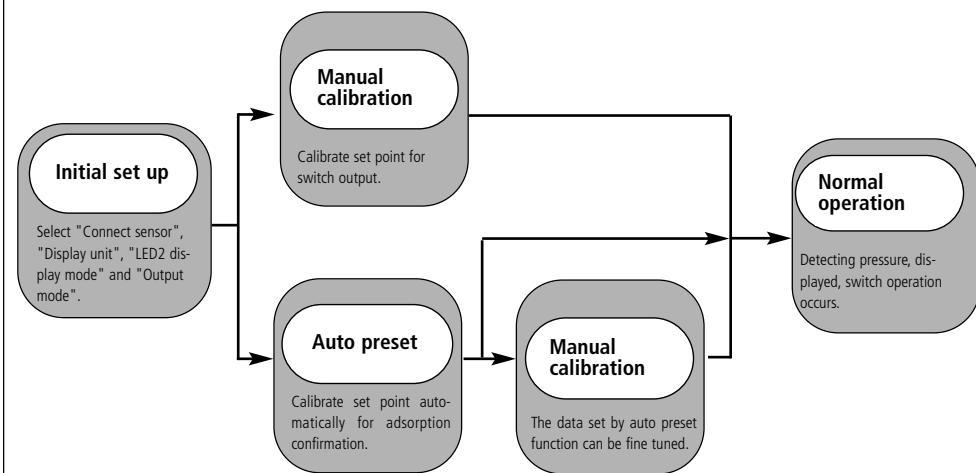 Initial set up
Select "Connect sensor",
"Display unit", "LED2 dis-
play mode" and "Output
mode".
Manual
calibration
Calibrate set point for
switch output.
Auto preset
Calibrate set point auto-
matically for adsorption
confirmation.
Manual
calibration
The data set by auto preset
function can be fine tuned.
Normal
operation
Detecting pressure, dis-
played, switch operation
occurs.